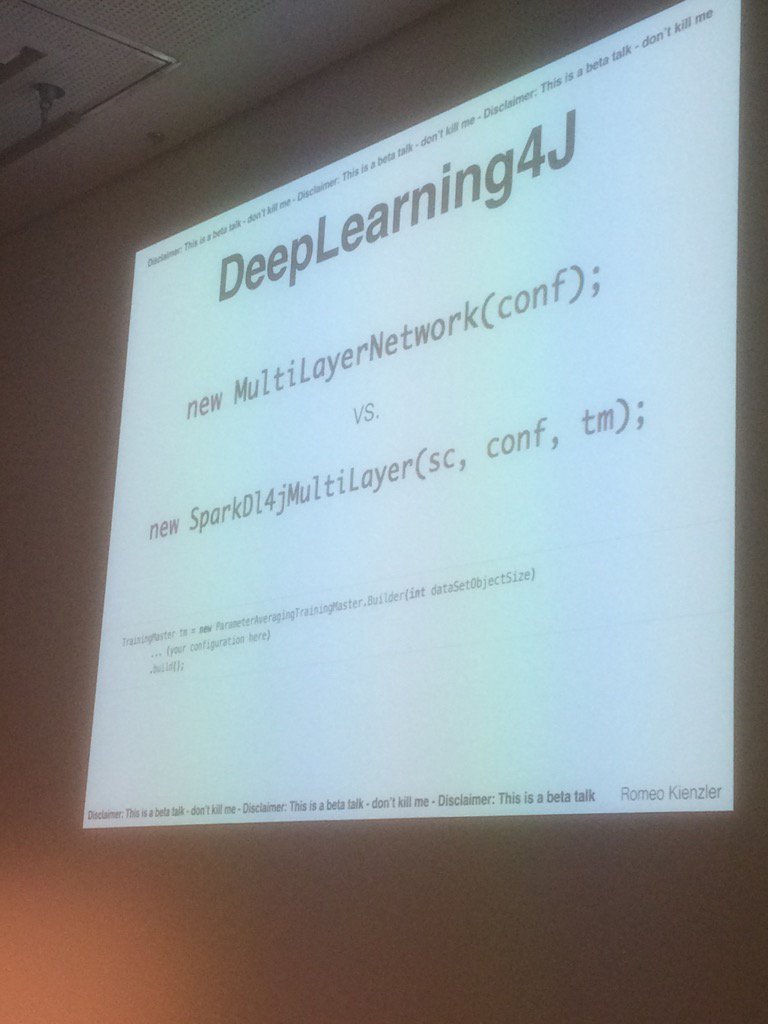 Disclaimer: This is a beta talk - don't kill me - Disclaimer: This is a beta talk - don't kill me - Disclaimer: This is a beta talk - don't kill me
DeepLearning4J
new MultiLayerNetwork(conf);
vs.
new SparkDl4jMultiLayer(sc, conf, tm);
TrainingMaster tm = new ParameterAveragingTrainingMaster.Builder(int dataSetObjectSize)
... (your configuration here)
.build();
Disclaimer: This is a beta talk - don't kill me - Disclaimer: This is a beta talk - don't kill me - Disclaimer: This is a beta talk
Romeo Kienzler